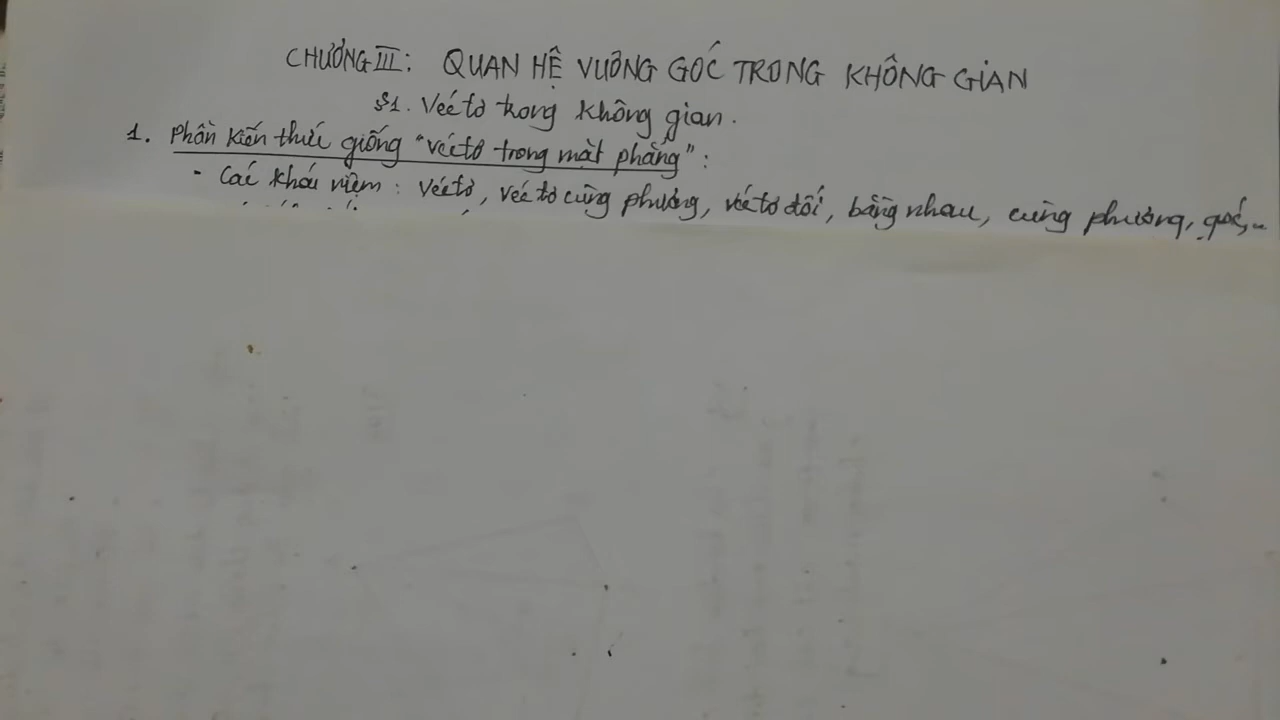 CHƯƠNG III: QUAN HỆ VUÔNG GÓC TRONG KHÔNG GIAN
§1. Véctơ trong không gian.
1. Phần kiến thức giống "véctơ trong mặt phẳng":
- Các khái niệm: Véctơ, véctơ cùng phương, véctơ đối, bằng nhau, cùng phương, góc,...